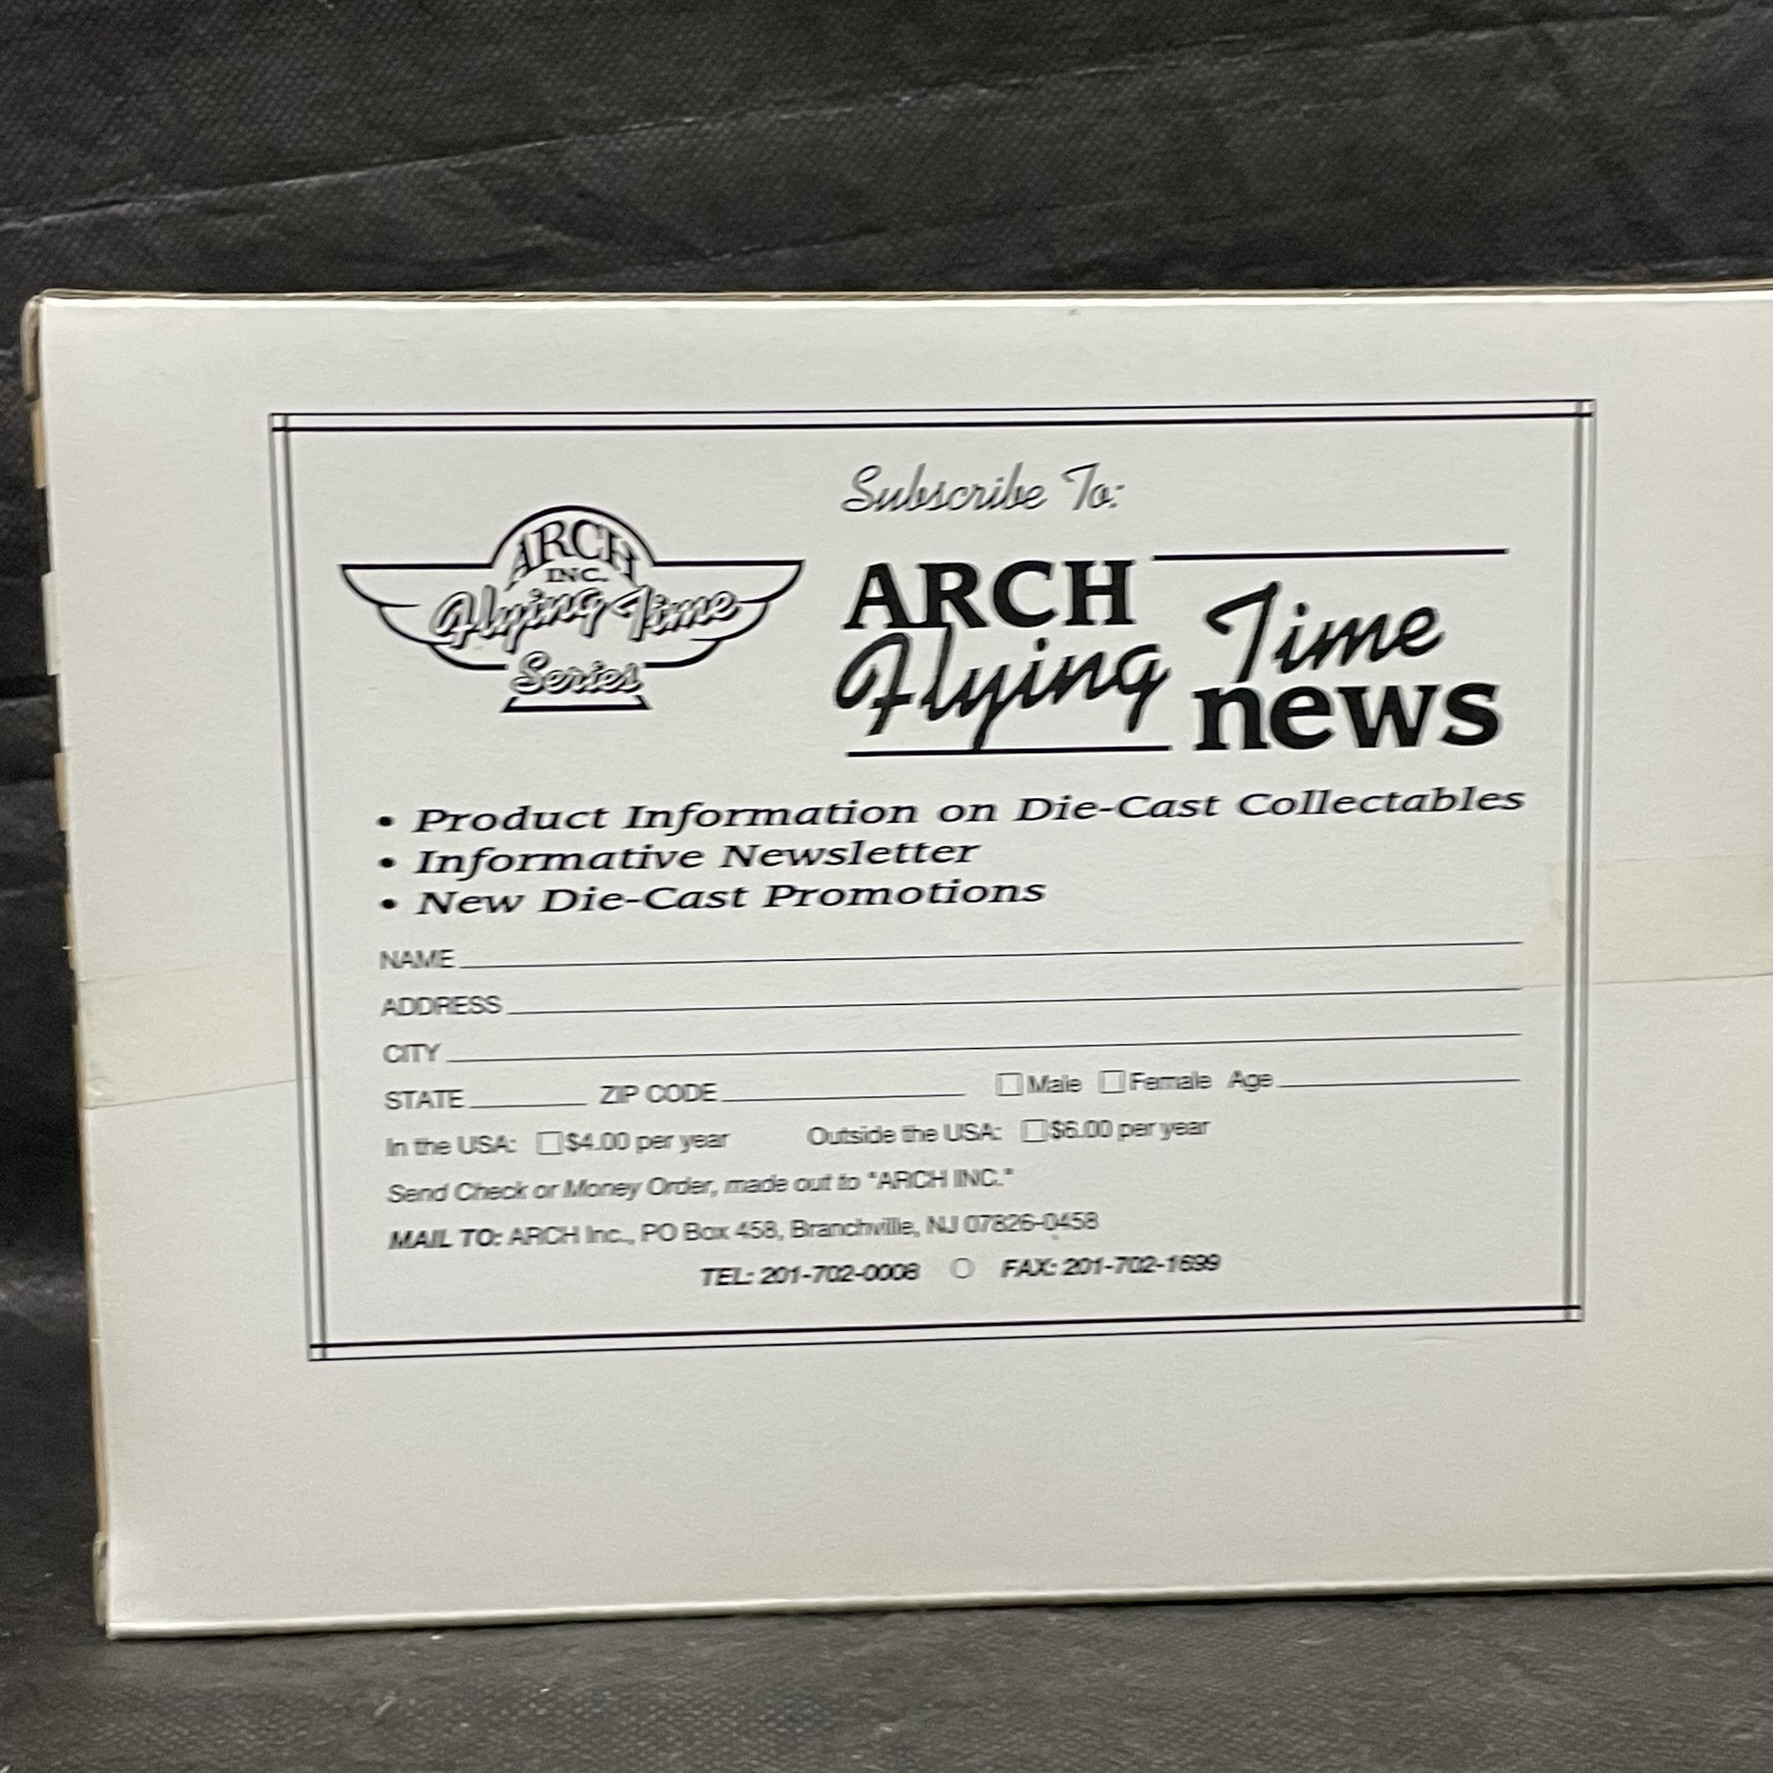 Subscribe To:
ARCH
INC.
Flying Time
Series
ARCH
Flying Time
news
• Product Information on Die-Cast Collectables
• Informative Newsletter
• New Die-Cast Promotions
NAME
ADDRESS
CITY
STATE ZIP CODE Male Female Age
In the USA: $4.00 per year Outside the USA: $6.00 per year
Send Check or Money Order, made out to "ARCH INC."
MAIL TO: ARCH Inc., PO Box 458, Branchville, NJ 07826-0458
TEL: 201-702-0008 O FAX: 201-702-1699